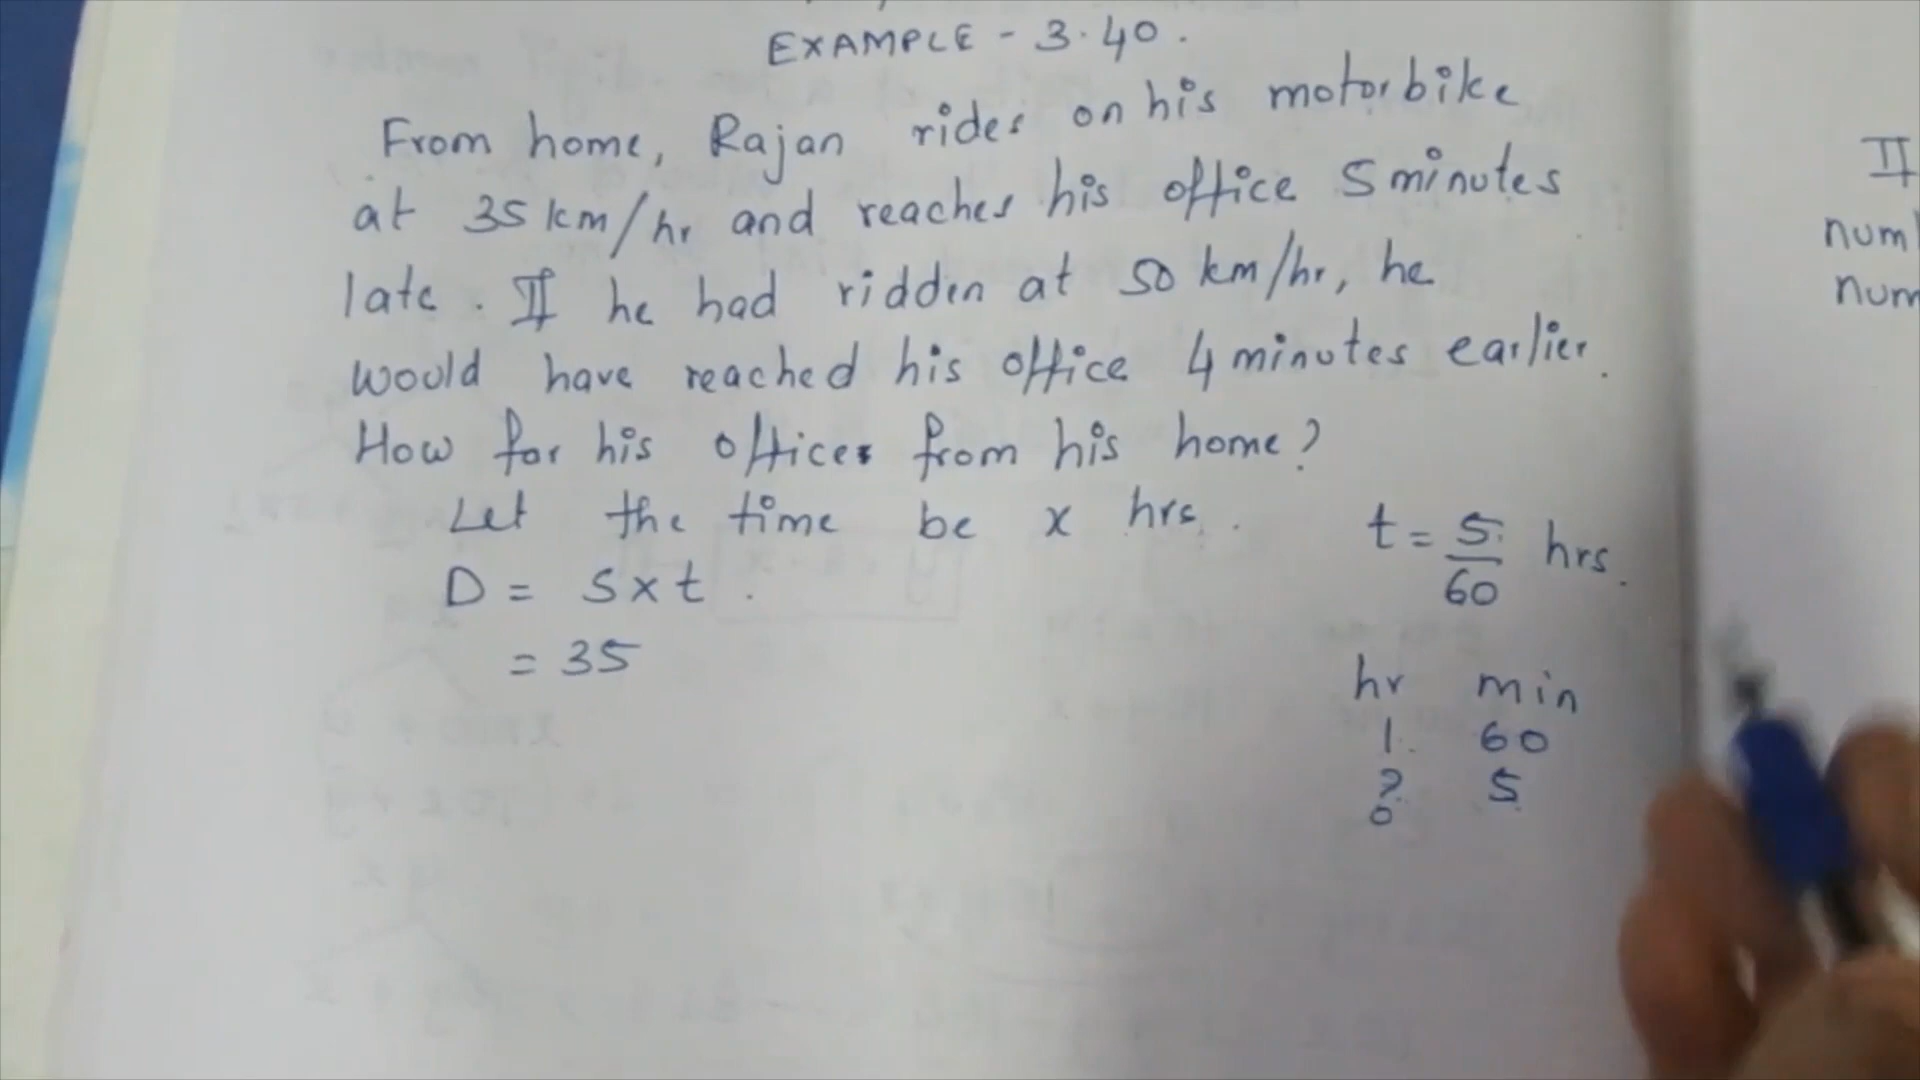 EXAMPLE - 3.40.
From home, Rajan rides on his motorbike
at 35 km/hr and reaches his office 5 minutes
late. If he had ridden at 50 km/hr, he
would have reached his office 4 minutes earlier.
How far his offices from his home?
Let the time be x hrs.
D = S x t.
= 35
t = 5/60 hrs.
hr min
1 60
? 5
II
num
num